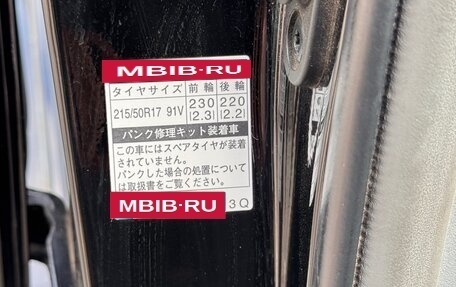 MBIB-RU
タイヤサイズ 前輪 後輪
215/50R17 91V 230 220
(2.3) (2.2)
パンク修理キット装着車
この車にはスペアタイヤが装着
されていません。
パンクした場合の処置について
は取扱書をご覧ください。
MBIB-RU 3Q